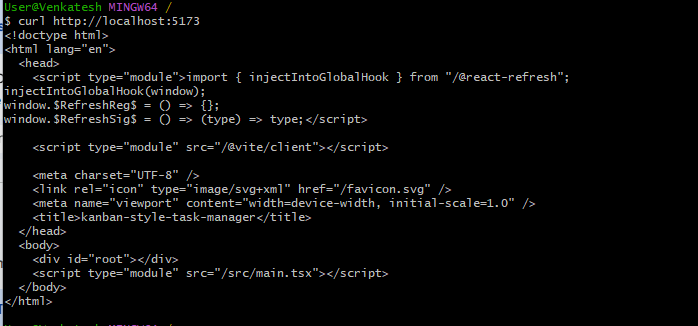 User@Venkatesh MINGW64 /
$ curl http://localhost:5173
<!doctype html>
<html lang="en">
  <head>
    <script type="module">import { injectIntoGlobalHook } from "/@react-refresh";
injectIntoGlobalHook(window);
window.$RefreshReg$ = () => {};
window.$RefreshSig$ = () => (type) => type;</script>

    <script type="module" src="/@vite/client"></script>

    <meta charset="UTF-8" />
    <link rel="icon" type="image/svg+xml" href="/favicon.svg" />
    <meta name="viewport" content="width=device-width, initial-scale=1.0" />
    <title>kanban-style-task-manager</title>
  </head>
  <body>
    <div id="root"></div>
    <script type="module" src="/src/main.tsx"></script>
  </body>
</html>